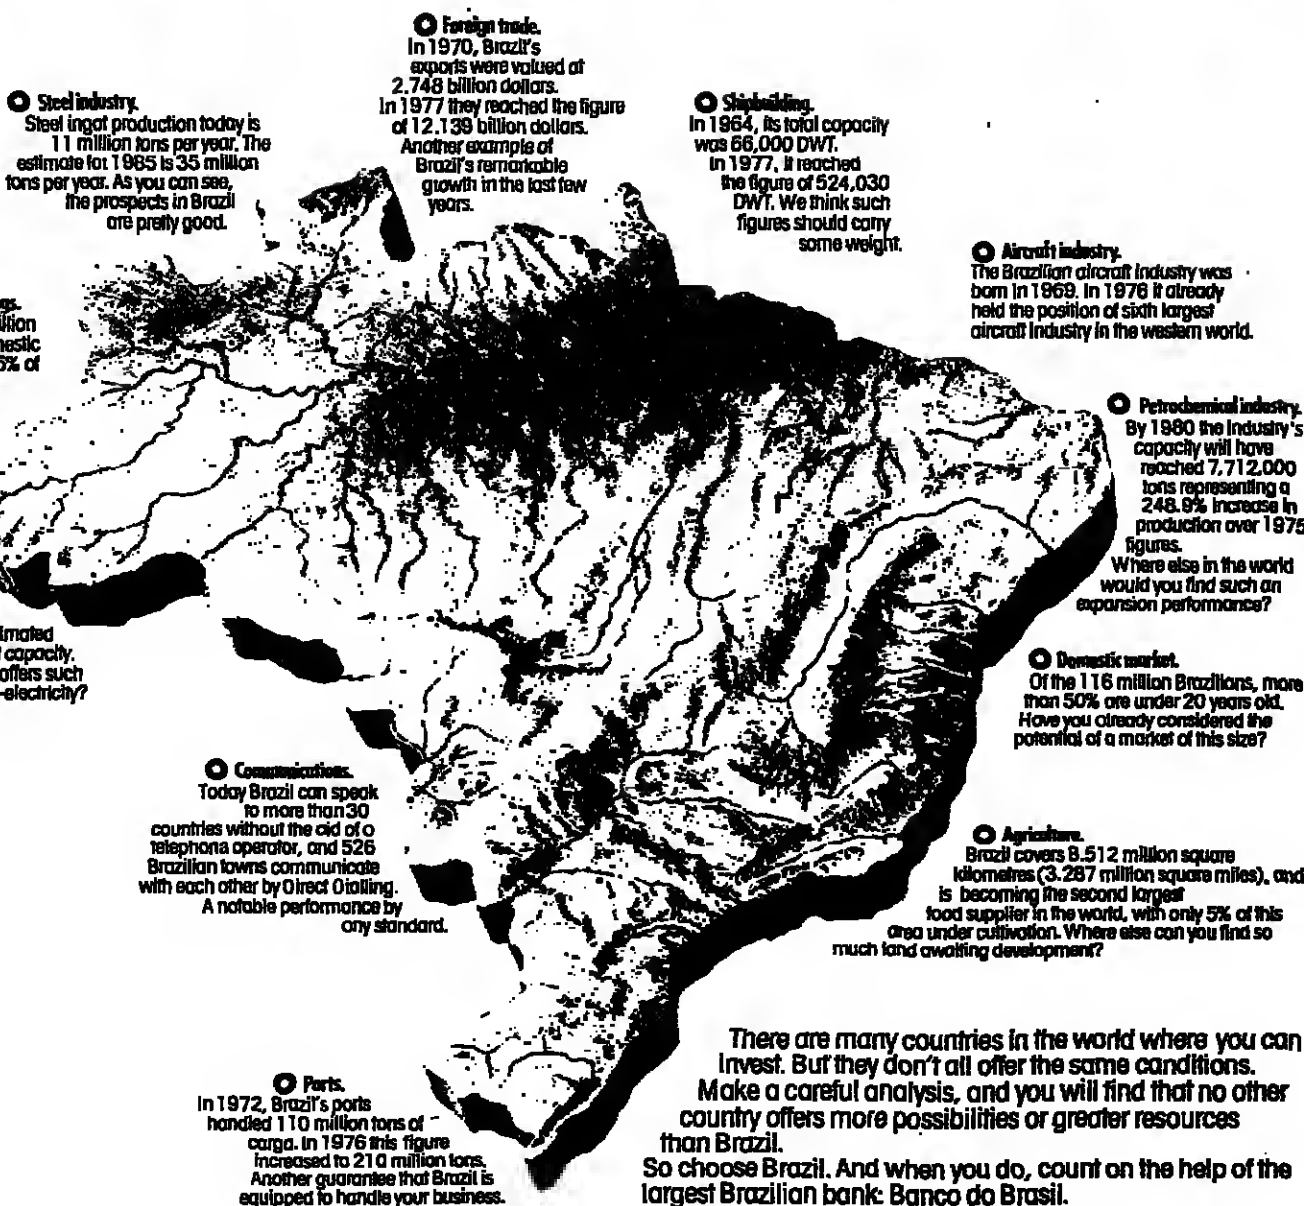 Foreign trade.
In 1970, Brazil's
exports were valued at
2.748 billion dollars.
In 1977 they reached the figure
of 12.139 billion dollars.
Another example of
Brazil's remarkable
growth in the last few
years.
Steel industry.
Steel ingot production today is
11 million tons per year. The
estimate for 1985 is 35 million
tons per year. As you can see,
the prospects in Brazil
are pretty good.
Shipbuilding.
In 1964, its total capacity
was 66,000 DWT.
In 1977, it reached
the figure of 524,030
DWT. We think such
figures should carry
some weight.
Aircraft industry.
The Brazilian aircraft industry was
born in 1969. In 1976 it already
held the position of sixth largest
aircraft industry in the western world.
% of
Petrochemical industry.
By 1980 the industry's
capacity will have
reached 7,712,000
tons representing a
248.9% increase in
production over 1975
figures.
Where else in the world
would you find such an
expansion performance?
capacity.
offers such
-electricity?
Domestic market.
Of the 116 million Brazilians, more
than 50% are under 20 years old.
Have you already considered the
potential of a market of this size?
Communications.
Today Brazil can speak
to more than 30
countries without the aid of a
telephone operator, and 526
Brazilian towns communicate
with each other by Direct Dialling.
A notable performance by
any standard.
Agriculture.
Brazil covers 8.512 million square
kilometres (3.287 million square miles), and
is becoming the second largest
food supplier in the world, with only 5% of this
area under cultivation. Where else can you find so
much land awaiting development?
Ports.
In 1972, Brazil's ports
handled 110 million tons of
cargo. In 1976 this figure
increased to 210 million tons.
Another guarantee that Brazil is
equipped to handle your business.
There are many countries in the world where you can
invest. But they don't all offer the same conditions.
Make a careful analysis, and you will find that no other
country offers more possibilities or greater resources
than Brazil.
So choose Brazil. And when you do, count on the help of the
largest Brazilian bank: Banco do Brasil.